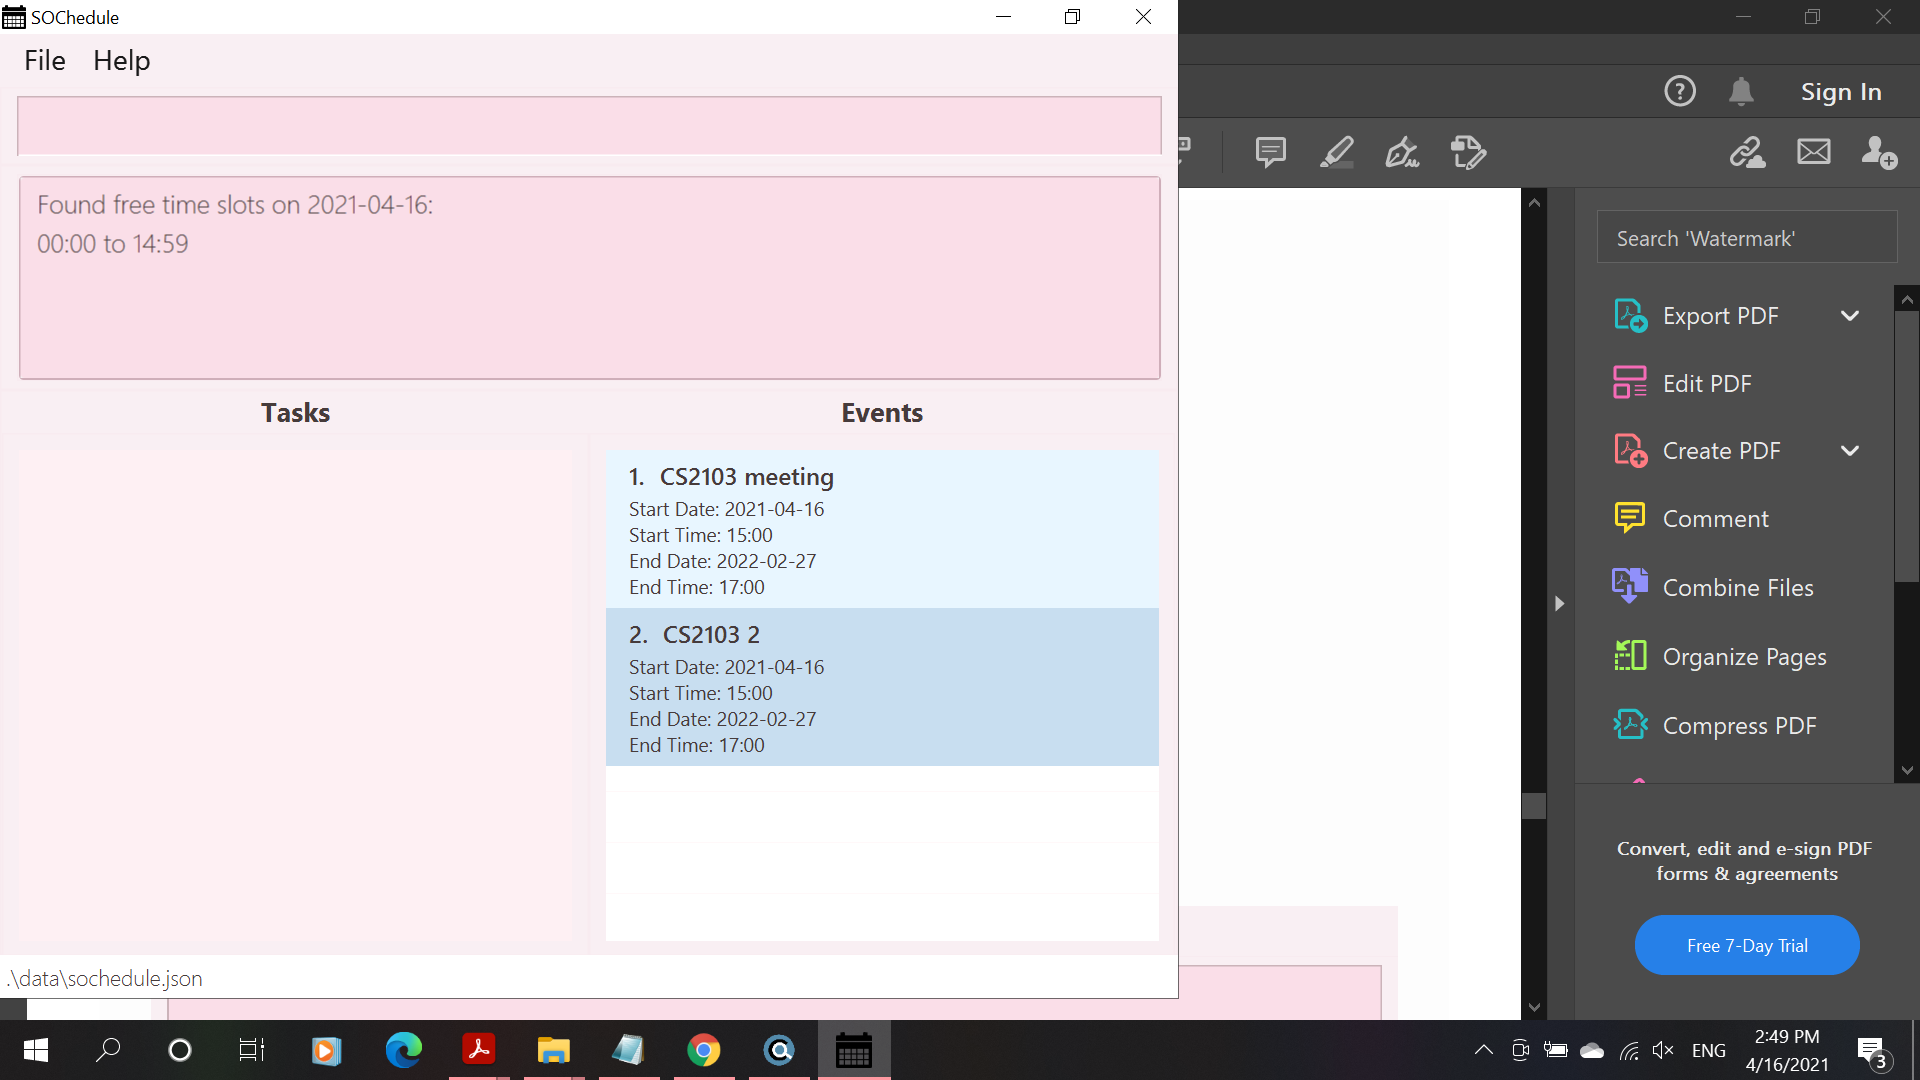 SOChedule
File Help
Found free time slots on 2021-04-16:
00:00 to 14:59
Tasks
Events
1. CS2103 meeting
Start Date: 2021-04-16
Start Time: 15:00
End Date: 2022-02-27
End Time: 17:00
2. CS2103 2
Start Date: 2021-04-16
Start Time: 15:00
End Date: 2022-02-27
End Time: 17:00
.\data\sochedule.json
Sign In
Search 'Watermark'
Export PDF
Edit PDF
Create PDF
Comment
Combine Files
Organize Pages
Compress PDF
Convert, edit and e-sign PDF
forms & agreements
Free 7-Day Trial
ENG
2:49 PM
4/16/2021
3